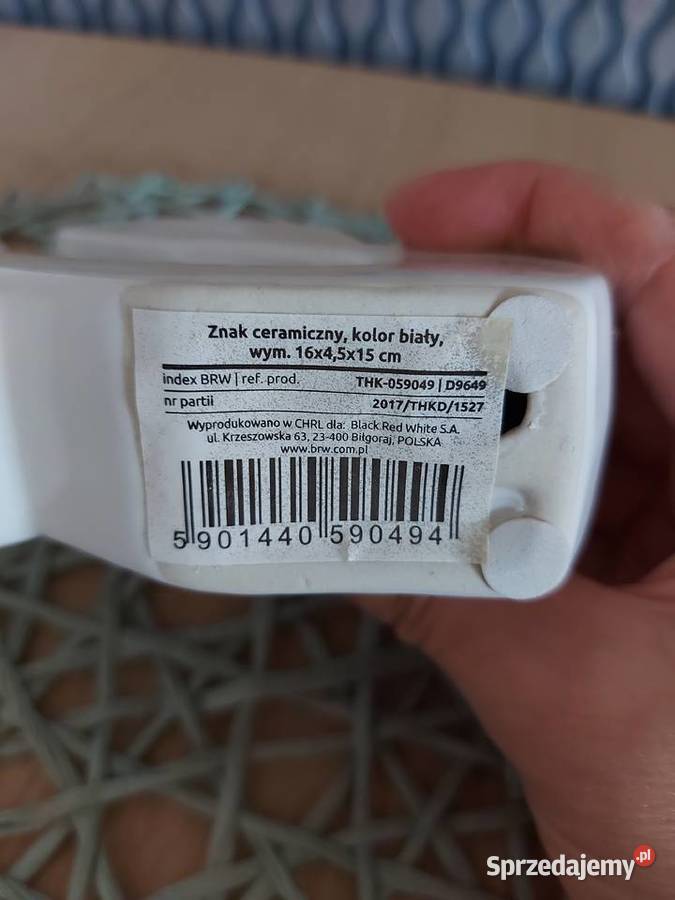 Znak ceramiczny, kolor biały,
wym. 16x4,5x15 cm
index BRW | ref. prod. THK-059049 | D9649
nr partii 2017/THKD/1527
Wyprodukowano w CHRL dla: Black Red White S.A.
ul. Krzeszowska 63, 23-400 Biłgoraj, POLSKA
www.brw.com.pl
5 901440 590494
Sprzedajemy.pl